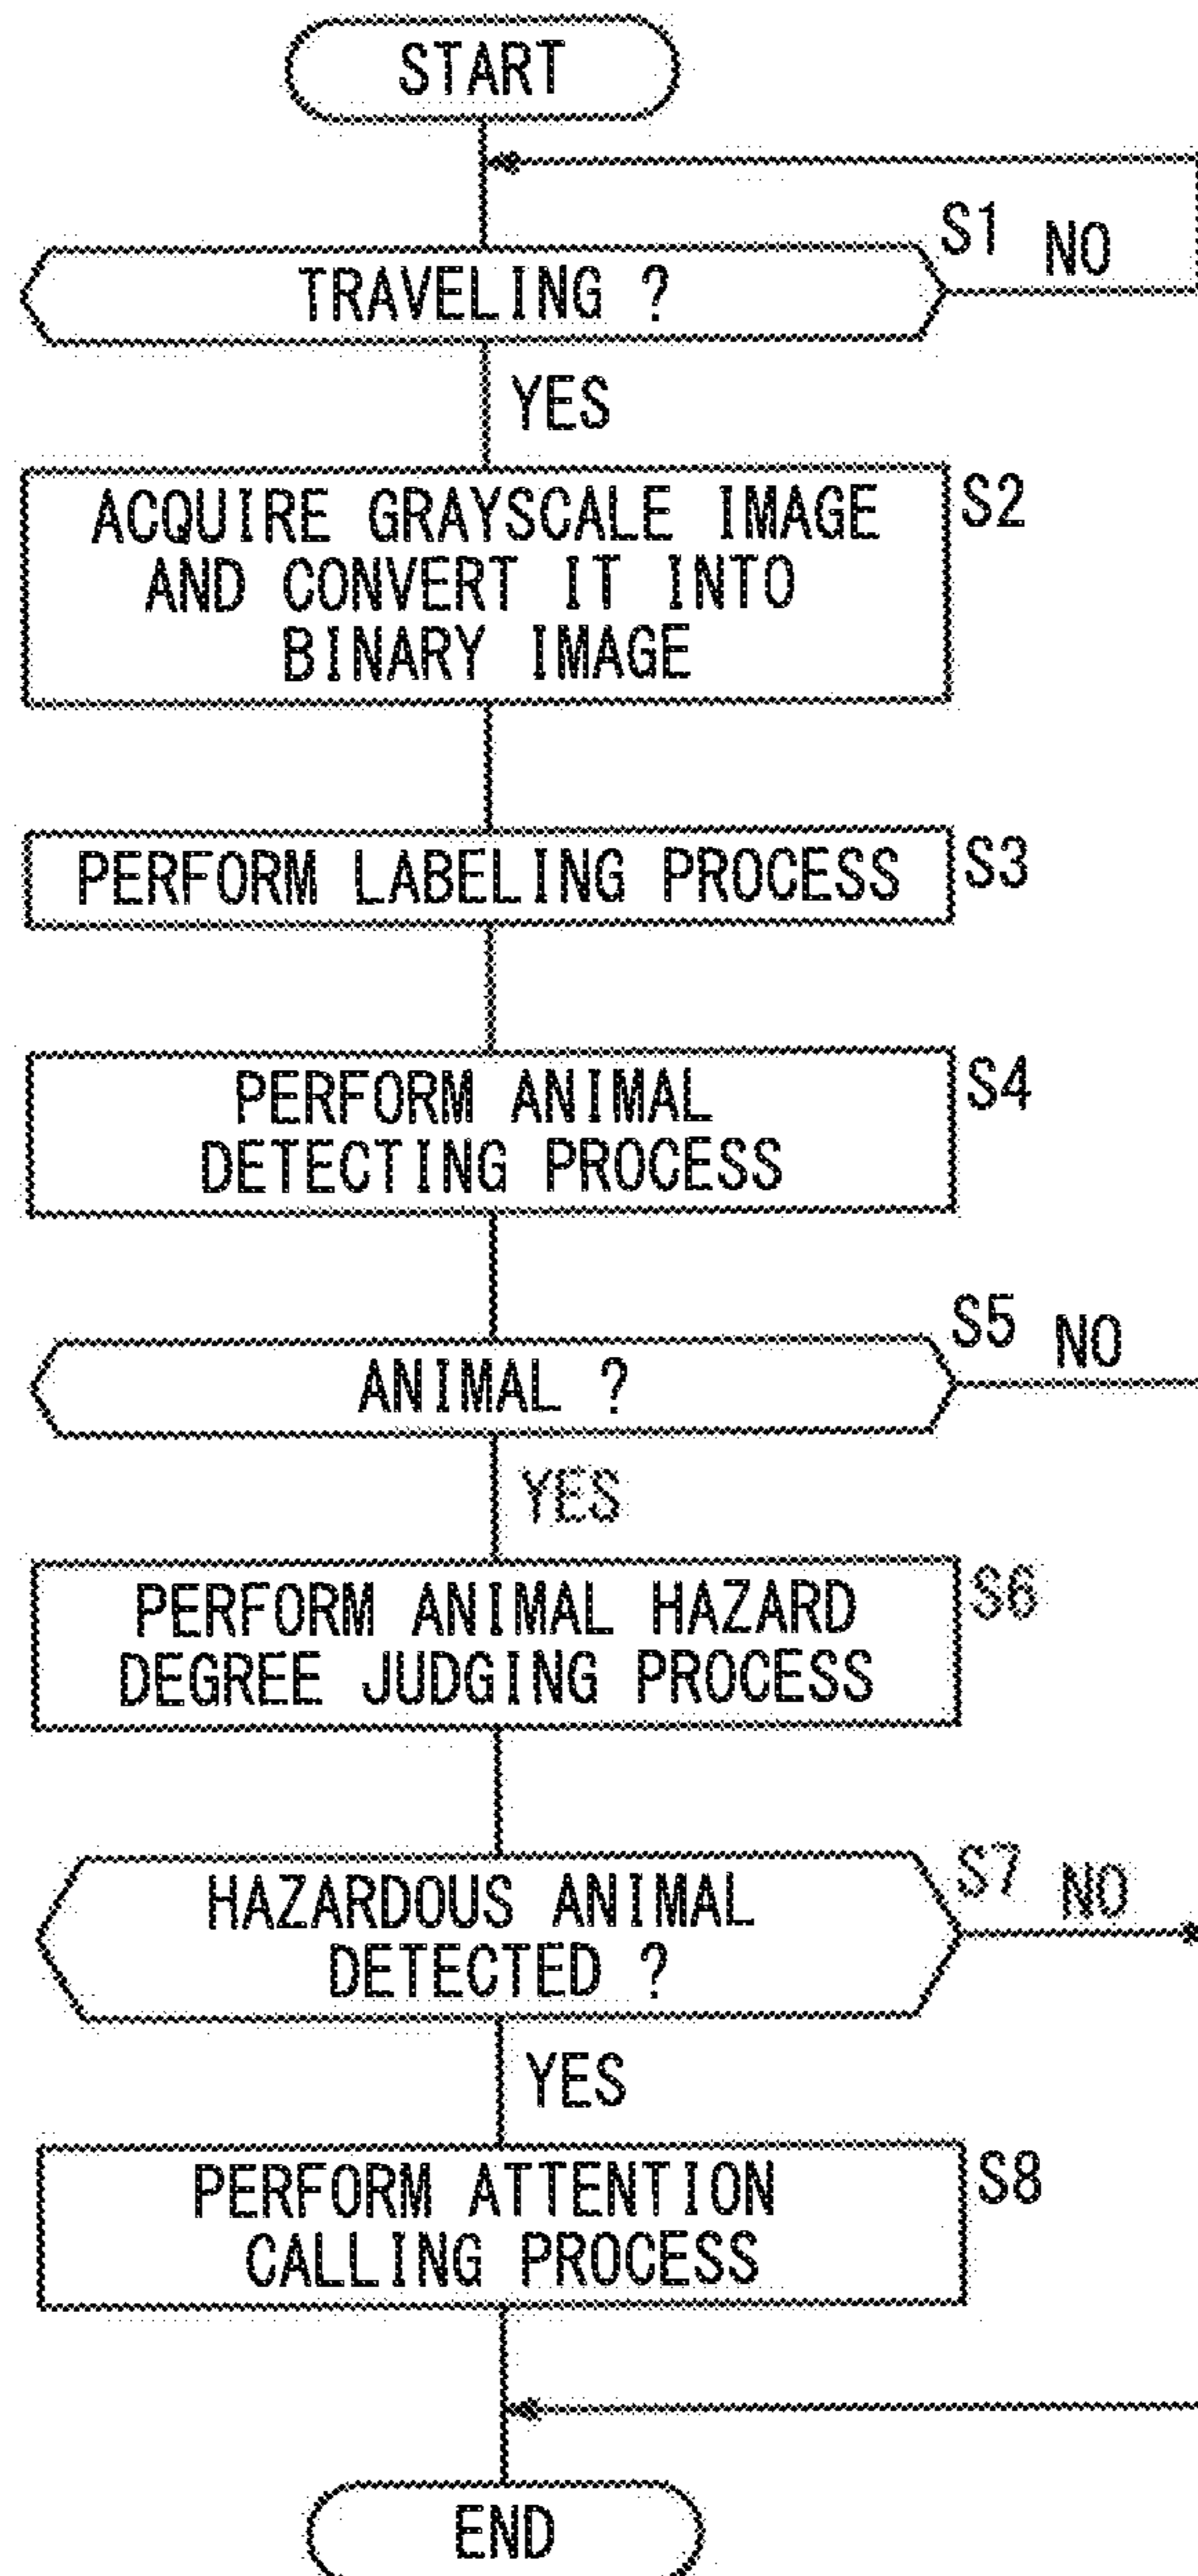 START
S1 NO
TRAVELING ?
YES
ACQUIRE GRAYSCALE IMAGE
AND CONVERT IT INTO
BINARY IMAGE
S2
PERFORM LABELING PROCESS
S3
PERFORM ANIMAL
DETECTING PROCESS
S4
S5 NO
ANIMAL ?
YES
PERFORM ANIMAL HAZARD
DEGREE JUDGING PROCESS
S6
HAZARDOUS ANIMAL
DETECTED ?
S7 NO
YES
PERFORM ATTENTION
CALLING PROCESS
S8
END